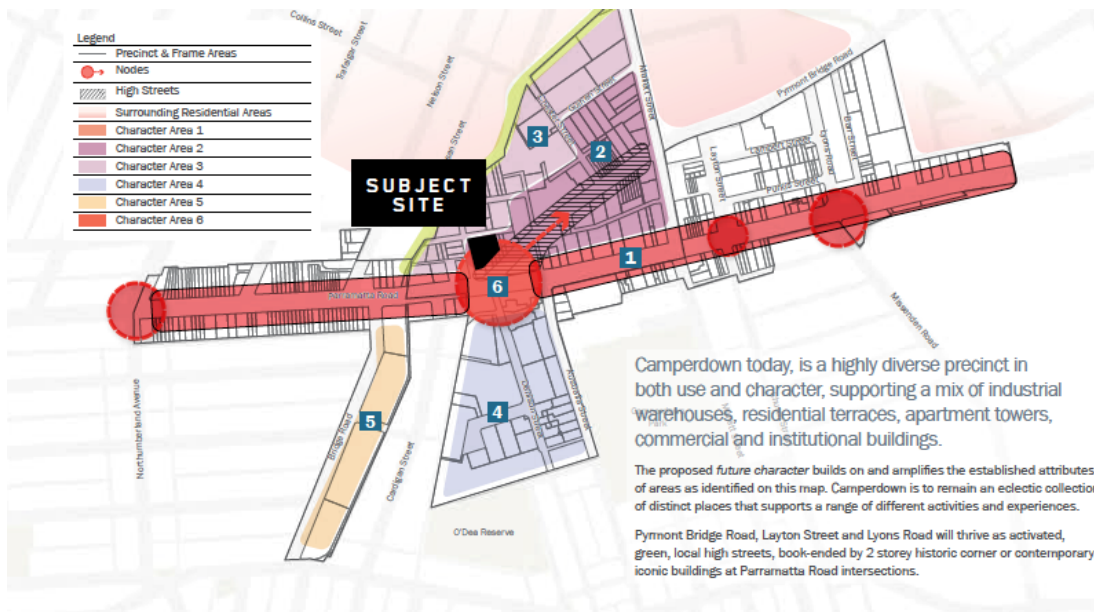 Collins Street
Trafalgar Street
Nelson Street
Legend
Precinct & Frame Areas
Nodes
High Streets
Surrounding Residential Areas
Character Area 1
Character Area 2
Character Area 3
Character Area 4
Character Area 5
Character Area 6
Mallett Street
Pyrmont Bridge Road
Lyons Road
Barr Street
Layton Street
3
2
SUBJECT
SITE
1
6
Parramatta Road
Missenden Road
Northumberland Avenue
Bridge Road
5
Cardigan Street
4
Denison Street
Australia Street
O'Dea Reserve
Camperdown today, is a highly diverse precinct in
both use and character, supporting a mix of industrial
warehouses, residential terraces, apartment towers,
commercial and institutional buildings.
The proposed future character builds on and amplifies the established attributes
of areas as identified on this map. Camperdown is to remain an eclectic collection
of distinct places that supports a range of different activities and experiences.
Pyrmont Bridge Road, Layton Street and Lyons Road will thrive as activated,
green, local high streets, book-ended by 2 storey historic corner or contemporary
iconic buildings at Parramatta Road intersections.